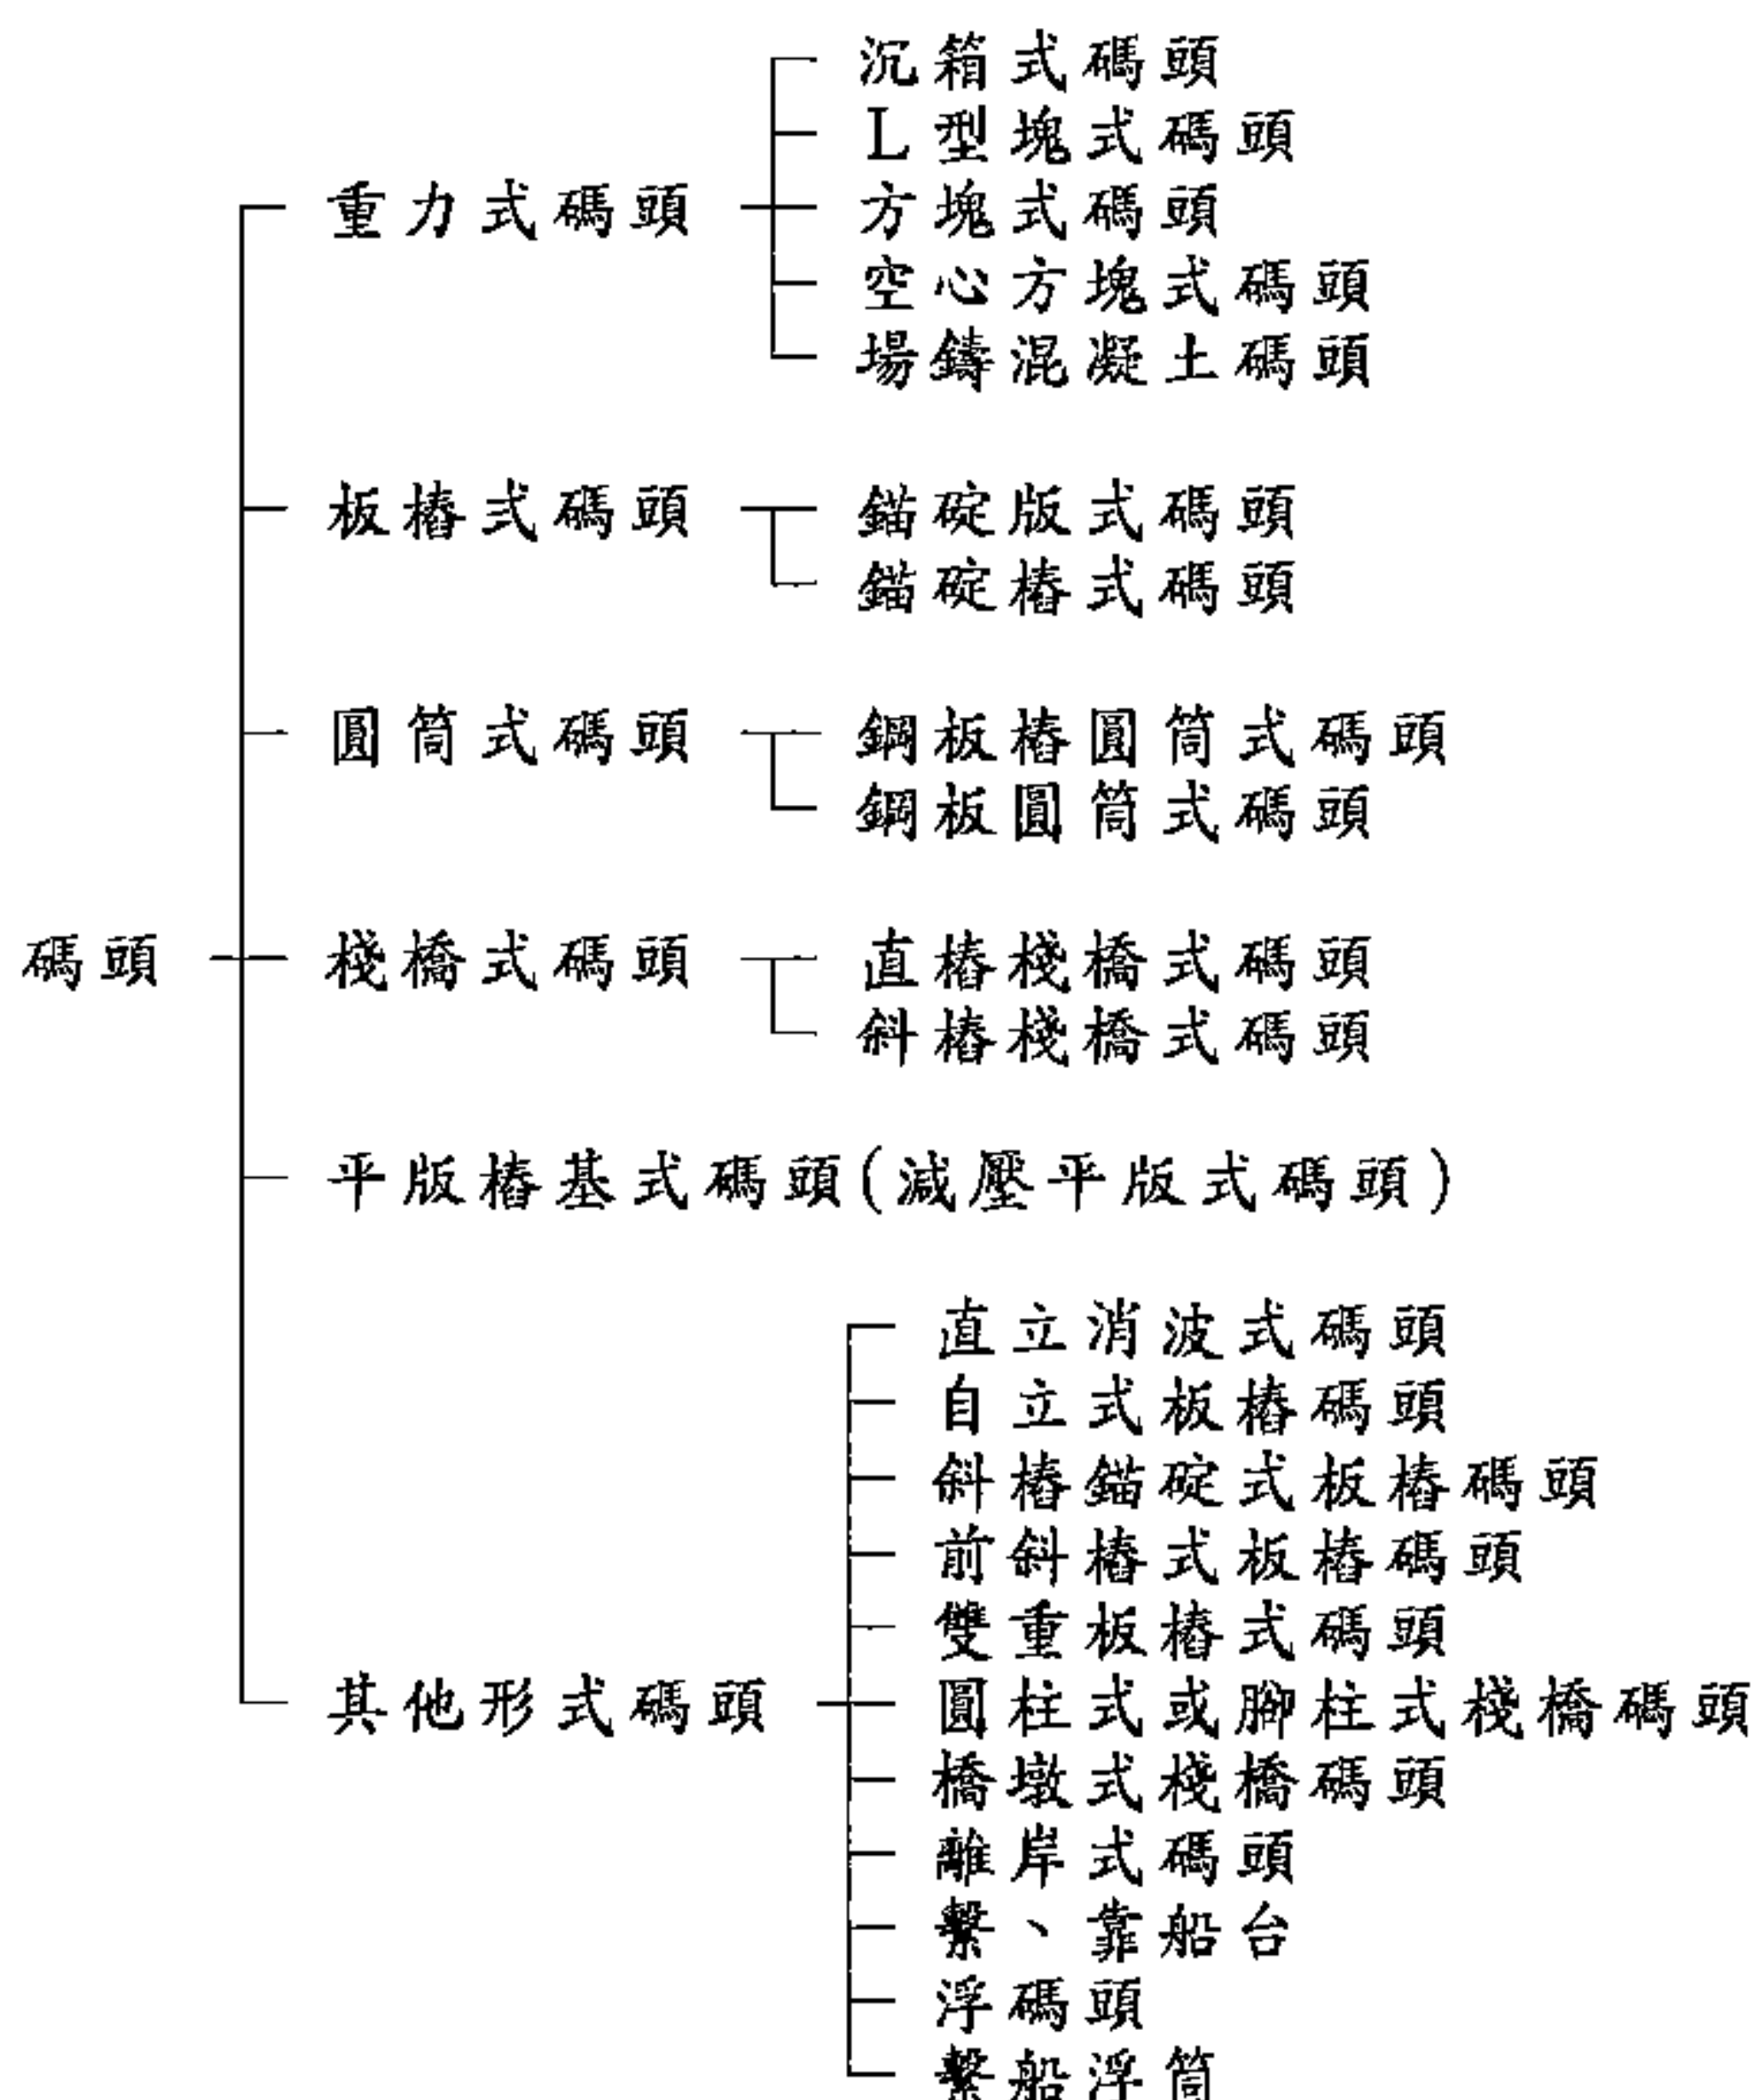 沉箱式碼頭
L型塊式碼頭
重力式碼頭
方塊式碼頭
空心方塊式碼頭
場鑄混凝土碼頭
板樁式碼頭
錨碇版式碼頭
錨碇樁式碼頭
圓筒式碼頭
鋼板樁圓筒式碼頭
鋼板圓筒式碼頭
碼頭
棧橋式碼頭
直樁棧橋式碼頭
斜樁棧橋式碼頭
平版樁基式碼頭(減壓平版式碼頭)
直立消波式碼頭
自立式板樁碼頭
斜樁錨碇式板樁碼頭
前斜樁式板樁碼頭
雙重板樁式碼頭
其他形式碼頭
圓柱式或腳柱式棧橋碼頭
橋墩式棧橋碼頭
離岸式碼頭
繫、靠船台
浮碼頭
繫船浮筒